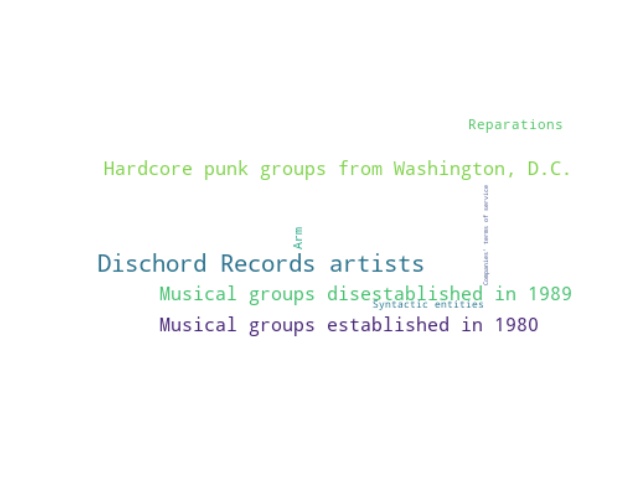 Reparations
Hardcore punk groups from Washington, D.C.
Companies' terms of service
Arm
Dischord Records artists
Musical groups disestablished in 1989
Syntactic entities
Musical groups established in 1980